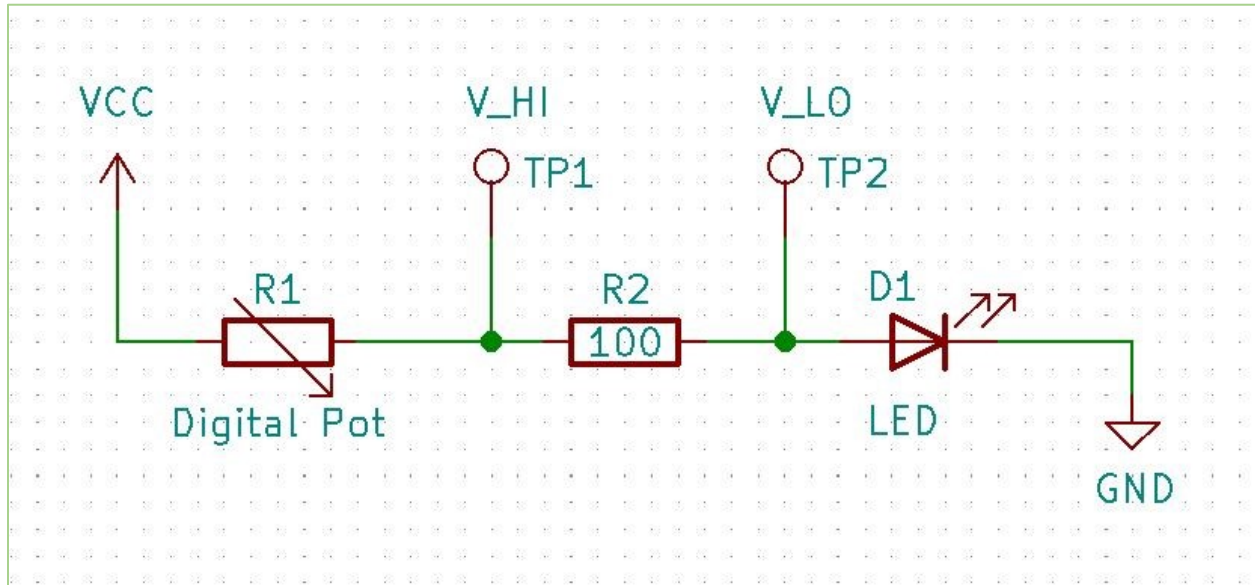 VCC
V_HI
V_LO
TP1
TP2
R1
R2
D1
100
Digital Pot
LED
GND